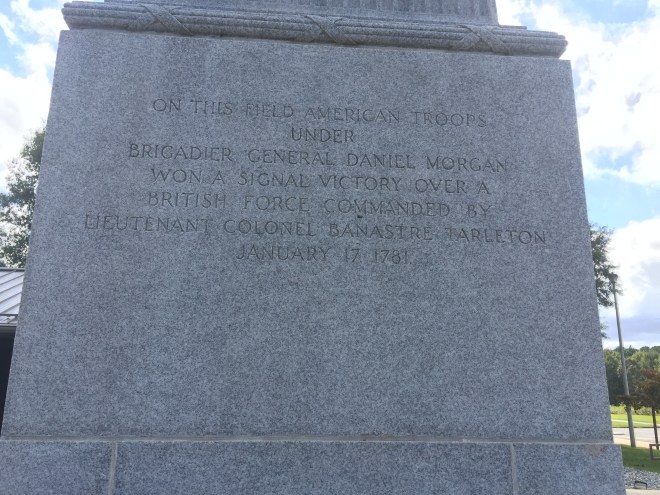 ON THIS FIELD AMERICAN TROOPS
UNDER
BRIGADIER GENERAL DANIEL MORGAN
WON A SIGNAL VICTORY OVER A
BRITISH FORCE COMMANDED BY
LIEUTENANT COLONEL BANASTRE TARLETON
JANUARY 17, 1781